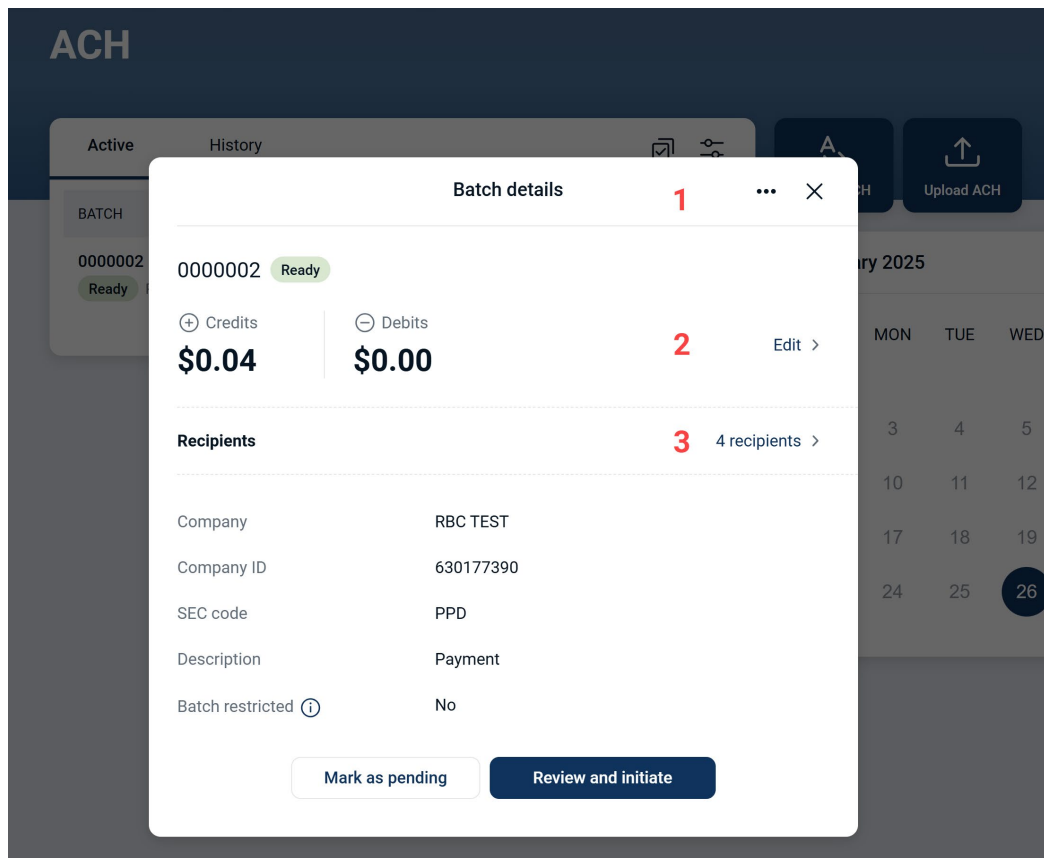 ACH
Active
History
BATCH
0000002
Ready
Upload ACH
2025
MON TUE WED
3 4 5
10 11 12
17 18 19
24 25 26
Batch details
1
0000002 Ready
Credits Debits
$0.04 $0.00
2 Edit
Recipients 3 4 recipients
Company RBC TEST
Company ID 630177390
SEC code PPD
Description Payment
Batch restricted No
Mark as pending Review and initiate